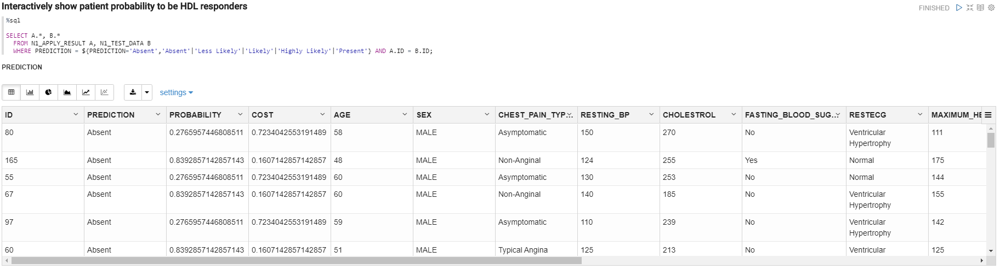 Interactively show patient probability to be HDL responders
FINISHED
%sql
SELECT A.*, B.*
FROM N1_APPLY_RESULT A, N1_TEST_DATA B
WHERE PREDICTION = ${PREDICTION='Absent','Absent'|'Less Likely'|'Likely'|'Highly Likely'|'Present'} AND A.ID = B.ID;
PREDICTION
settings
ID PREDICTION PROBABILITY COST AGE SEX CHEST_PAIN_TYP... RESTING_BP CHOLESTROL FASTING_BLOOD_SUG... RESTECG MAXIMUM_HE
80 Absent 0.2765957446808511 0.7234042553191489 58 MALE Asymptomatic 150 270 No Ventricular 111
Hypertrophy
165 Absent 0.8392857142857143 0.1607142857142857 48 MALE Non-Anginal 124 255 Yes Normal 175
55 Absent 0.2765957446808511 0.7234042553191489 60 MALE Asymptomatic 130 253 No Normal 144
67 Absent 0.8392857142857143 0.1607142857142857 60 MALE Non-Anginal 140 185 No Ventricular 155
Hypertrophy
97 Absent 0.2765957446808511 0.7234042553191489 59 MALE Asymptomatic 110 239 No Ventricular 142
Hypertrophy
60 Absent 0.8392857142857143 0.1607142857142857 51 MALE Typical Angina 125 213 No Ventricular 125